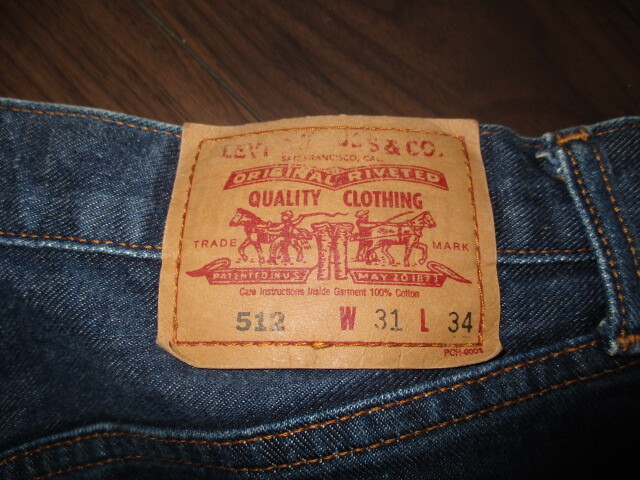 & CO.
SAN FRANCISCO, CAL.
ORIGINAL RIVETED
QUALITY CLOTHING
TRADE MARK
PATENTED IN U.S. MAY 20 1873
Care Instructions Inside Garment 100% Cotton
512 W 31 L 34